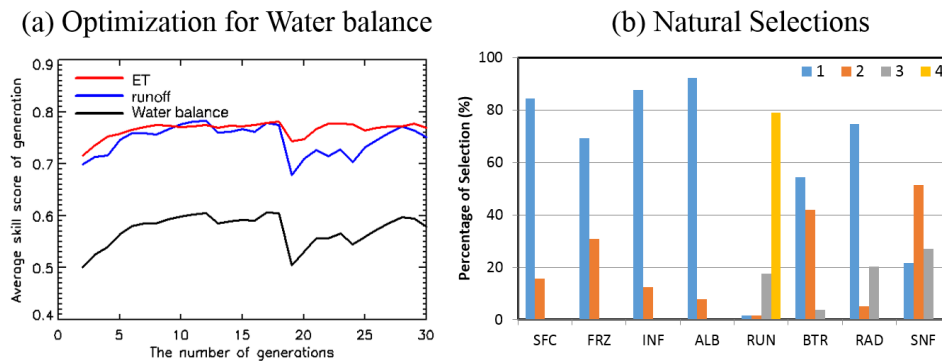 (a) Optimization for Water balance
(b) Natural Selections
0.9
0.8
0.7
0.6
0.5
0.4
Average skill score of generation
ET
runoff
Water balance
0 5 10 15 20 25 30
The number of generations
100
80
60
40
20
0
Percentage of Selection (%)
1 2 3 4
SFC FRZ INF ALB RUN BTR RAD SNF